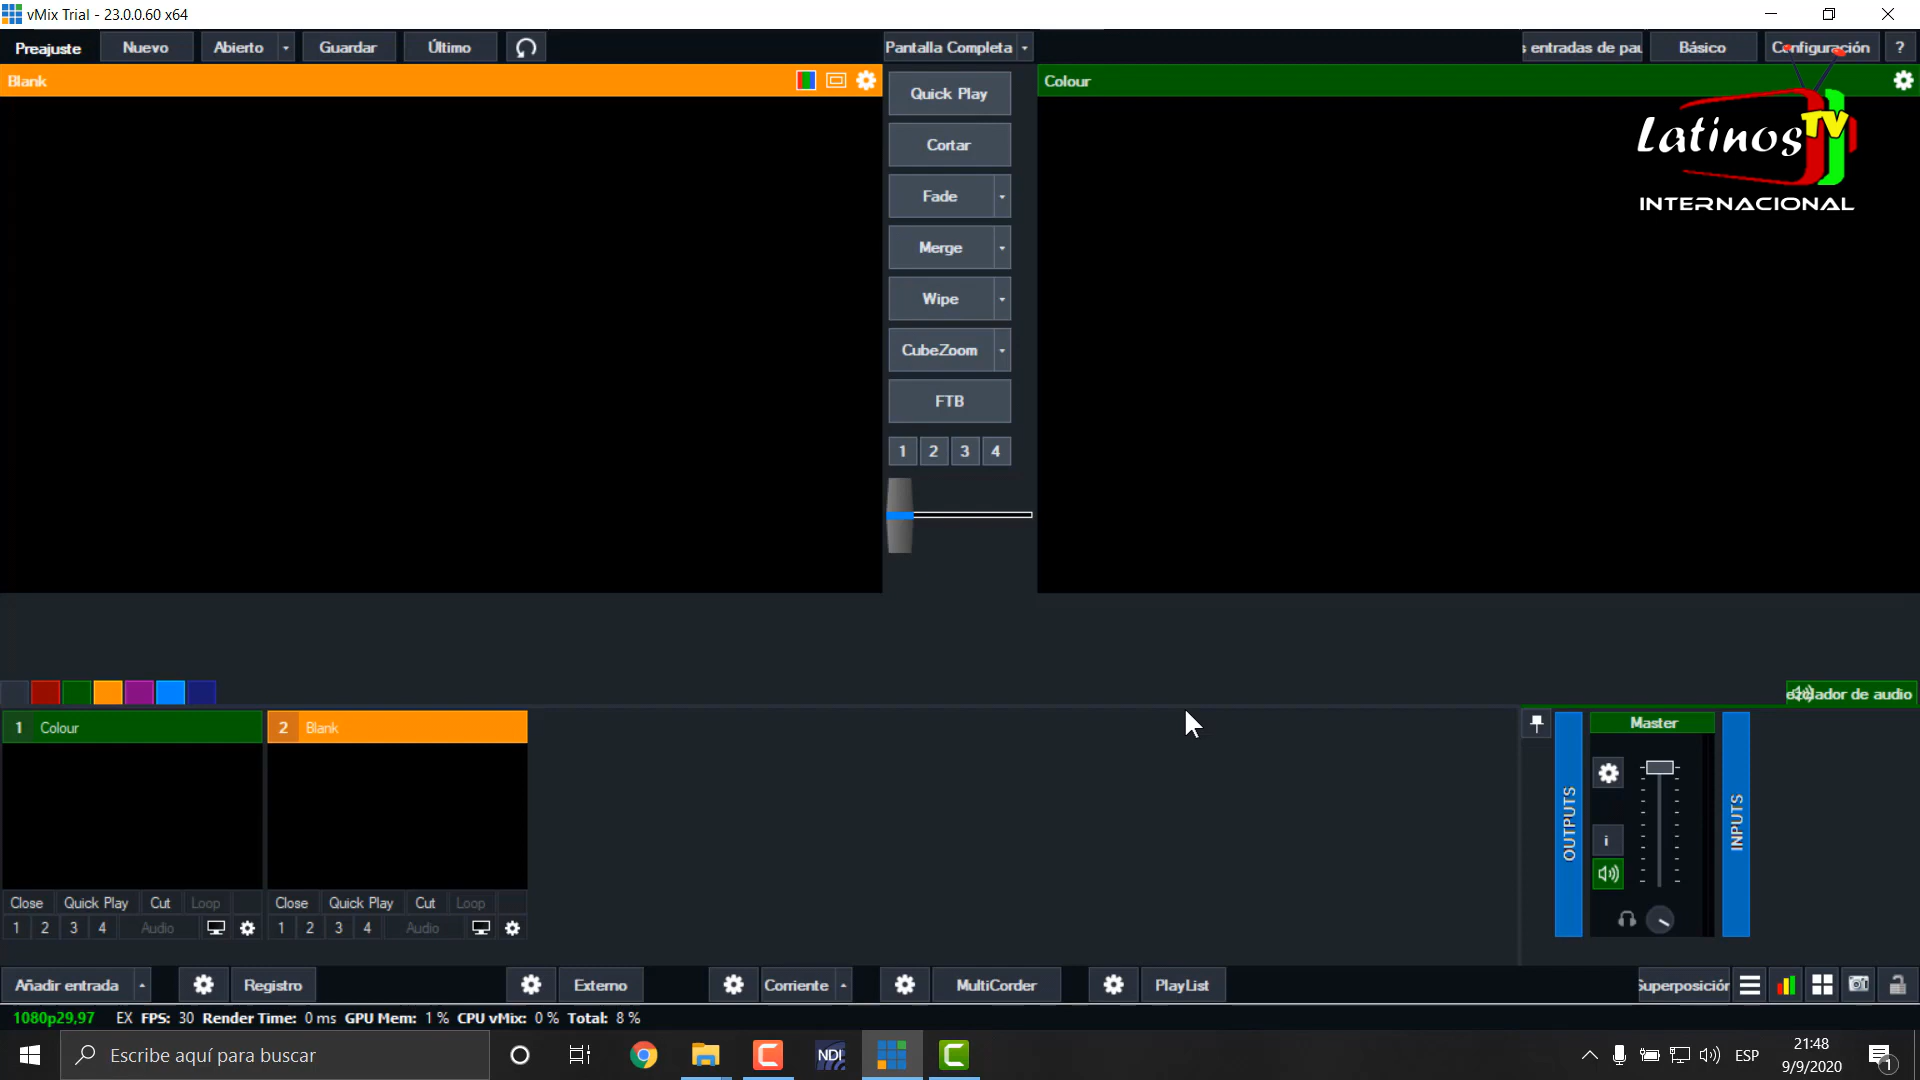 vMix Trial - 23.0.0.60 x64
Preajuste Nuevo Abierto Guardar Último Pantalla Completa s entradas de pau Básico Configuración ?
Blank Colour
Quick Play
Cortar
Fade
Merge
Wipe
CubeZoom
FTB
1 2 3 4
Latinos TV
INTERNACIONAL
dor de audio
1 Colour 2 Blank
Master
OUTPUTS
INPUTS
i
Close Quick Play Cut Loop Close Quick Play Cut Loop
1 2 3 4 Audio 1 2 3 4 Audio
Añadir entrada Registro Externo Corriente MultiCorder PlayList Superposición
1080p29,97 EX FPS: 30 Render Time: 0 ms GPU Mem: 1 % CPU vMix: 0 % Total: 8 %
Escribe aquí para buscar NDI ESP 21:48
9/9/2020 1